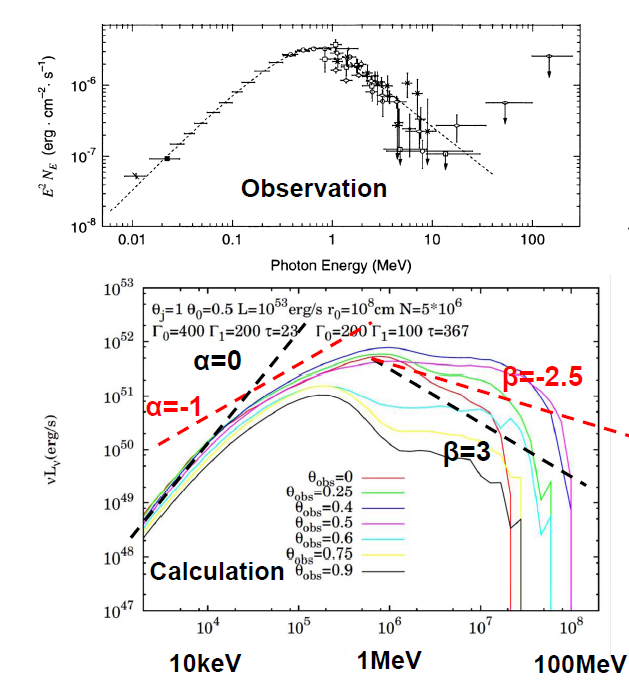 10⁻⁶
10⁻⁷
10⁻⁸
E² N_E (erg · cm⁻² · s⁻¹)
Observation
0.01 0.1 1 10 100
Photon Energy (MeV)
10⁵³
10⁵²
10⁵¹
10⁵⁰
10⁴⁹
10⁴⁸
10⁴⁷
νL_ν(erg/s)
θ_j=1 θ_0=0.5 L=10⁵³erg/s r_0=10⁸cm N=5*10⁶
Γ_0=400 Γ_1=200 τ=23 Γ_0=200 Γ_1=100 τ=367
α=0
α=-1
β=-2.5
β=3
θ_obs=0
θ_obs=0.25
θ_obs=0.4
θ_obs=0.5
θ_obs=0.6
θ_obs=0.75
θ_obs=0.9
Calculation
10⁴ 10⁵ 10⁶ 10⁷ 10⁸
10keV 1MeV 100MeV